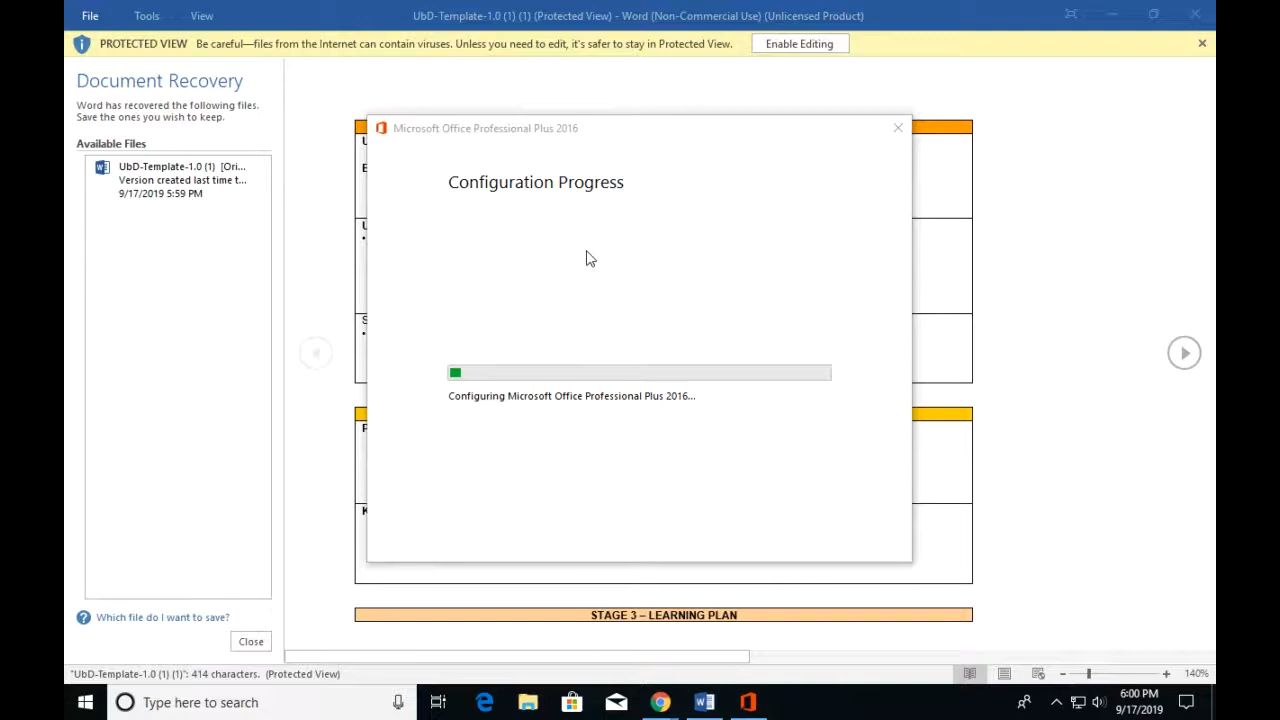 File Tools View UbD-Template-1.0 (1) (1) (Protected View) - Word (Non-Commercial Use) (Unlicensed Product)
PROTECTED VIEW Be careful—files from the Internet can contain viruses. Unless you need to edit, it's safer to stay in Protected View. Enable Editing
Document Recovery
Word has recovered the following files.
Save the ones you wish to keep.
Available Files
UbD-Template-1.0 (1) [Ori...
Version created last time t...
9/17/2019 5:59 PM
Microsoft Office Professional Plus 2016
Configuration Progress
Configuring Microsoft Office Professional Plus 2016...
STAGE 3 – LEARNING PLAN
Which file do I want to save?
Close
"UbD-Template-1.0 (1) (1)": 414 characters. (Protected View)
140%
Type here to search
6:00 PM
9/17/2019